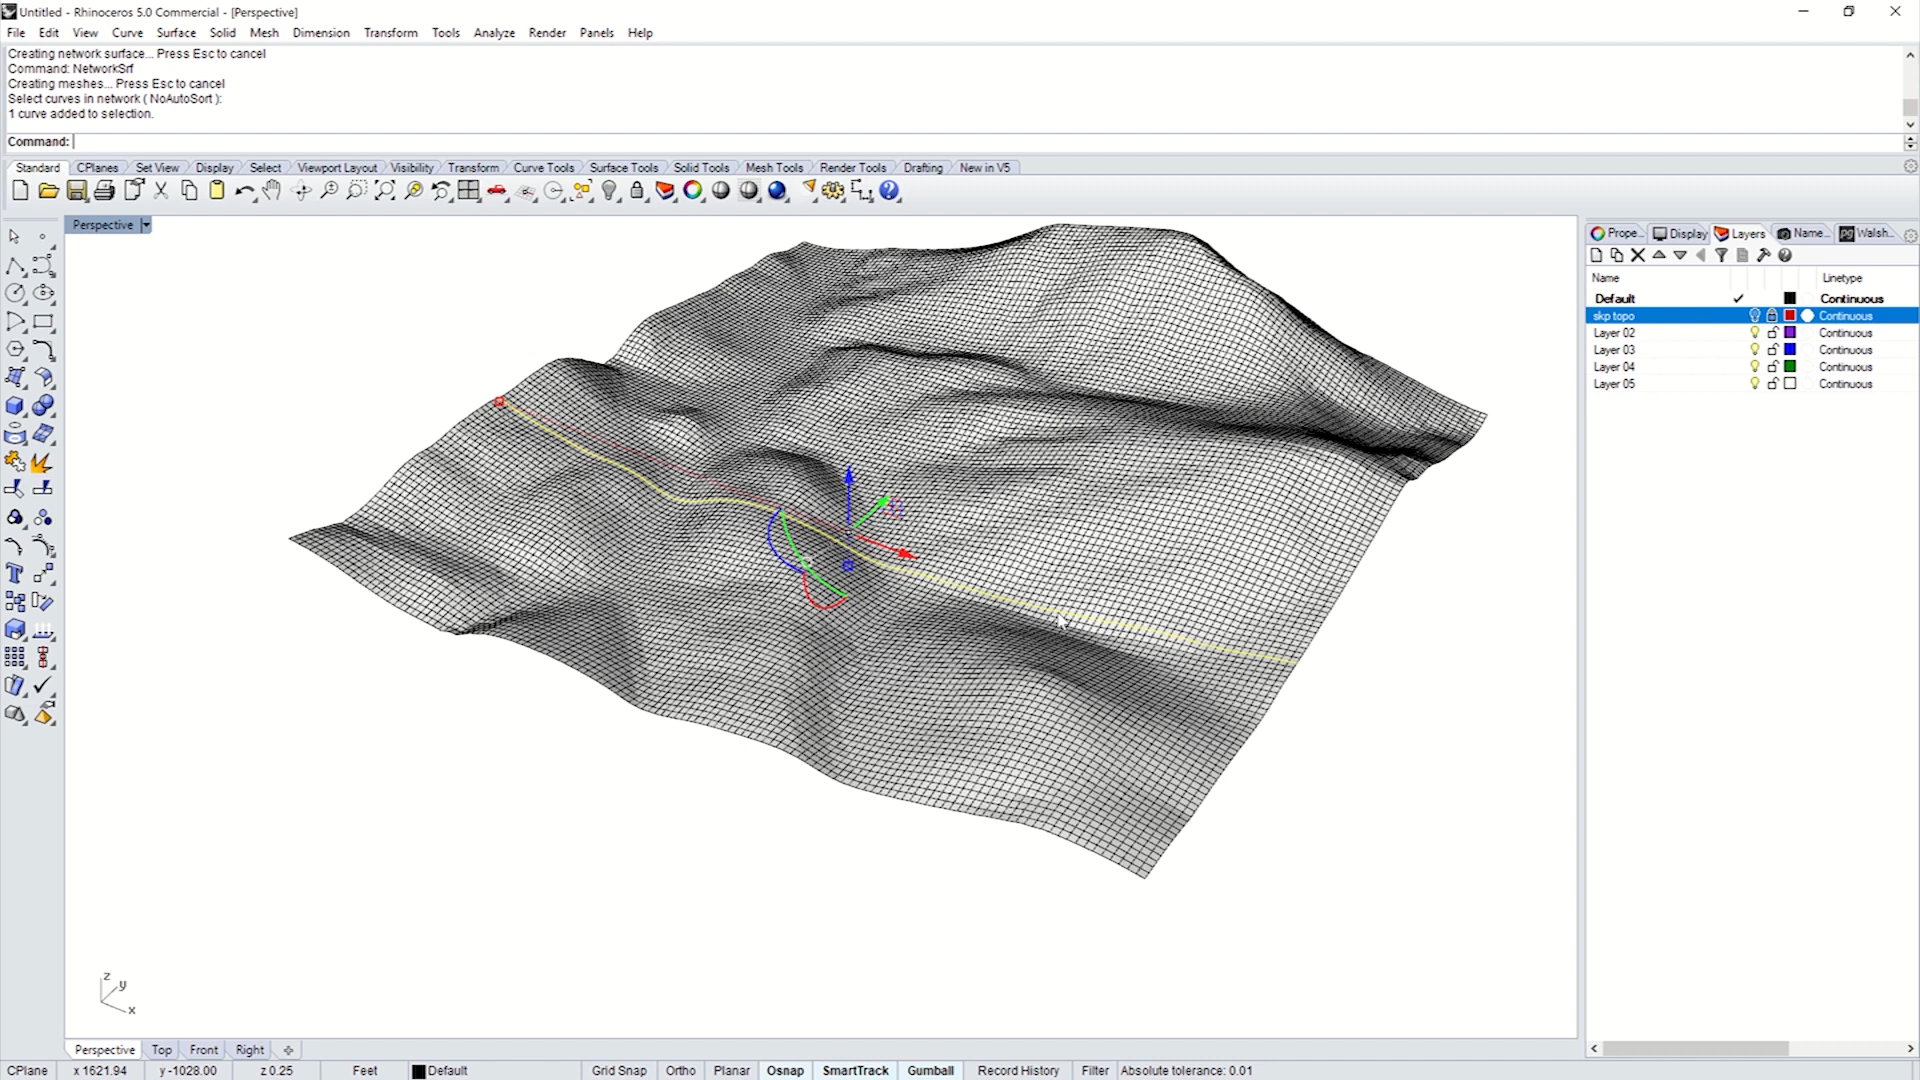 Untitled - Rhinoceros 5.0 Commercial - [Perspective]
File Edit View Curve Surface Solid Mesh Dimension Transform Tools Analyze Render Panels Help
Creating network surface... Press Esc to cancel
Command: NetworkSrf
Creating meshes... Press Esc to cancel
Select curves in network ( NoAutoSort ):
1 curve added to selection.
Command:
Standard CPlanes Set View Display Select Viewport Layout Visibility Transform Curve Tools Surface Tools Solid Tools Mesh Tools Render Tools Drafting New in V5
Perspective
Prope... Display Layers Name... Walsh...
Name Linetype
Default Continuous
skp topo Continuous
Layer 02 Continuous
Layer 03 Continuous
Layer 04 Continuous
Layer 05 Continuous
z
y
x
Perspective Top Front Right
CPlane x 1621.94 y -1028.00 z 0.25 Feet Default Grid Snap Ortho Planar Osnap SmartTrack Gumball Record History Filter Absolute tolerance: 0.01